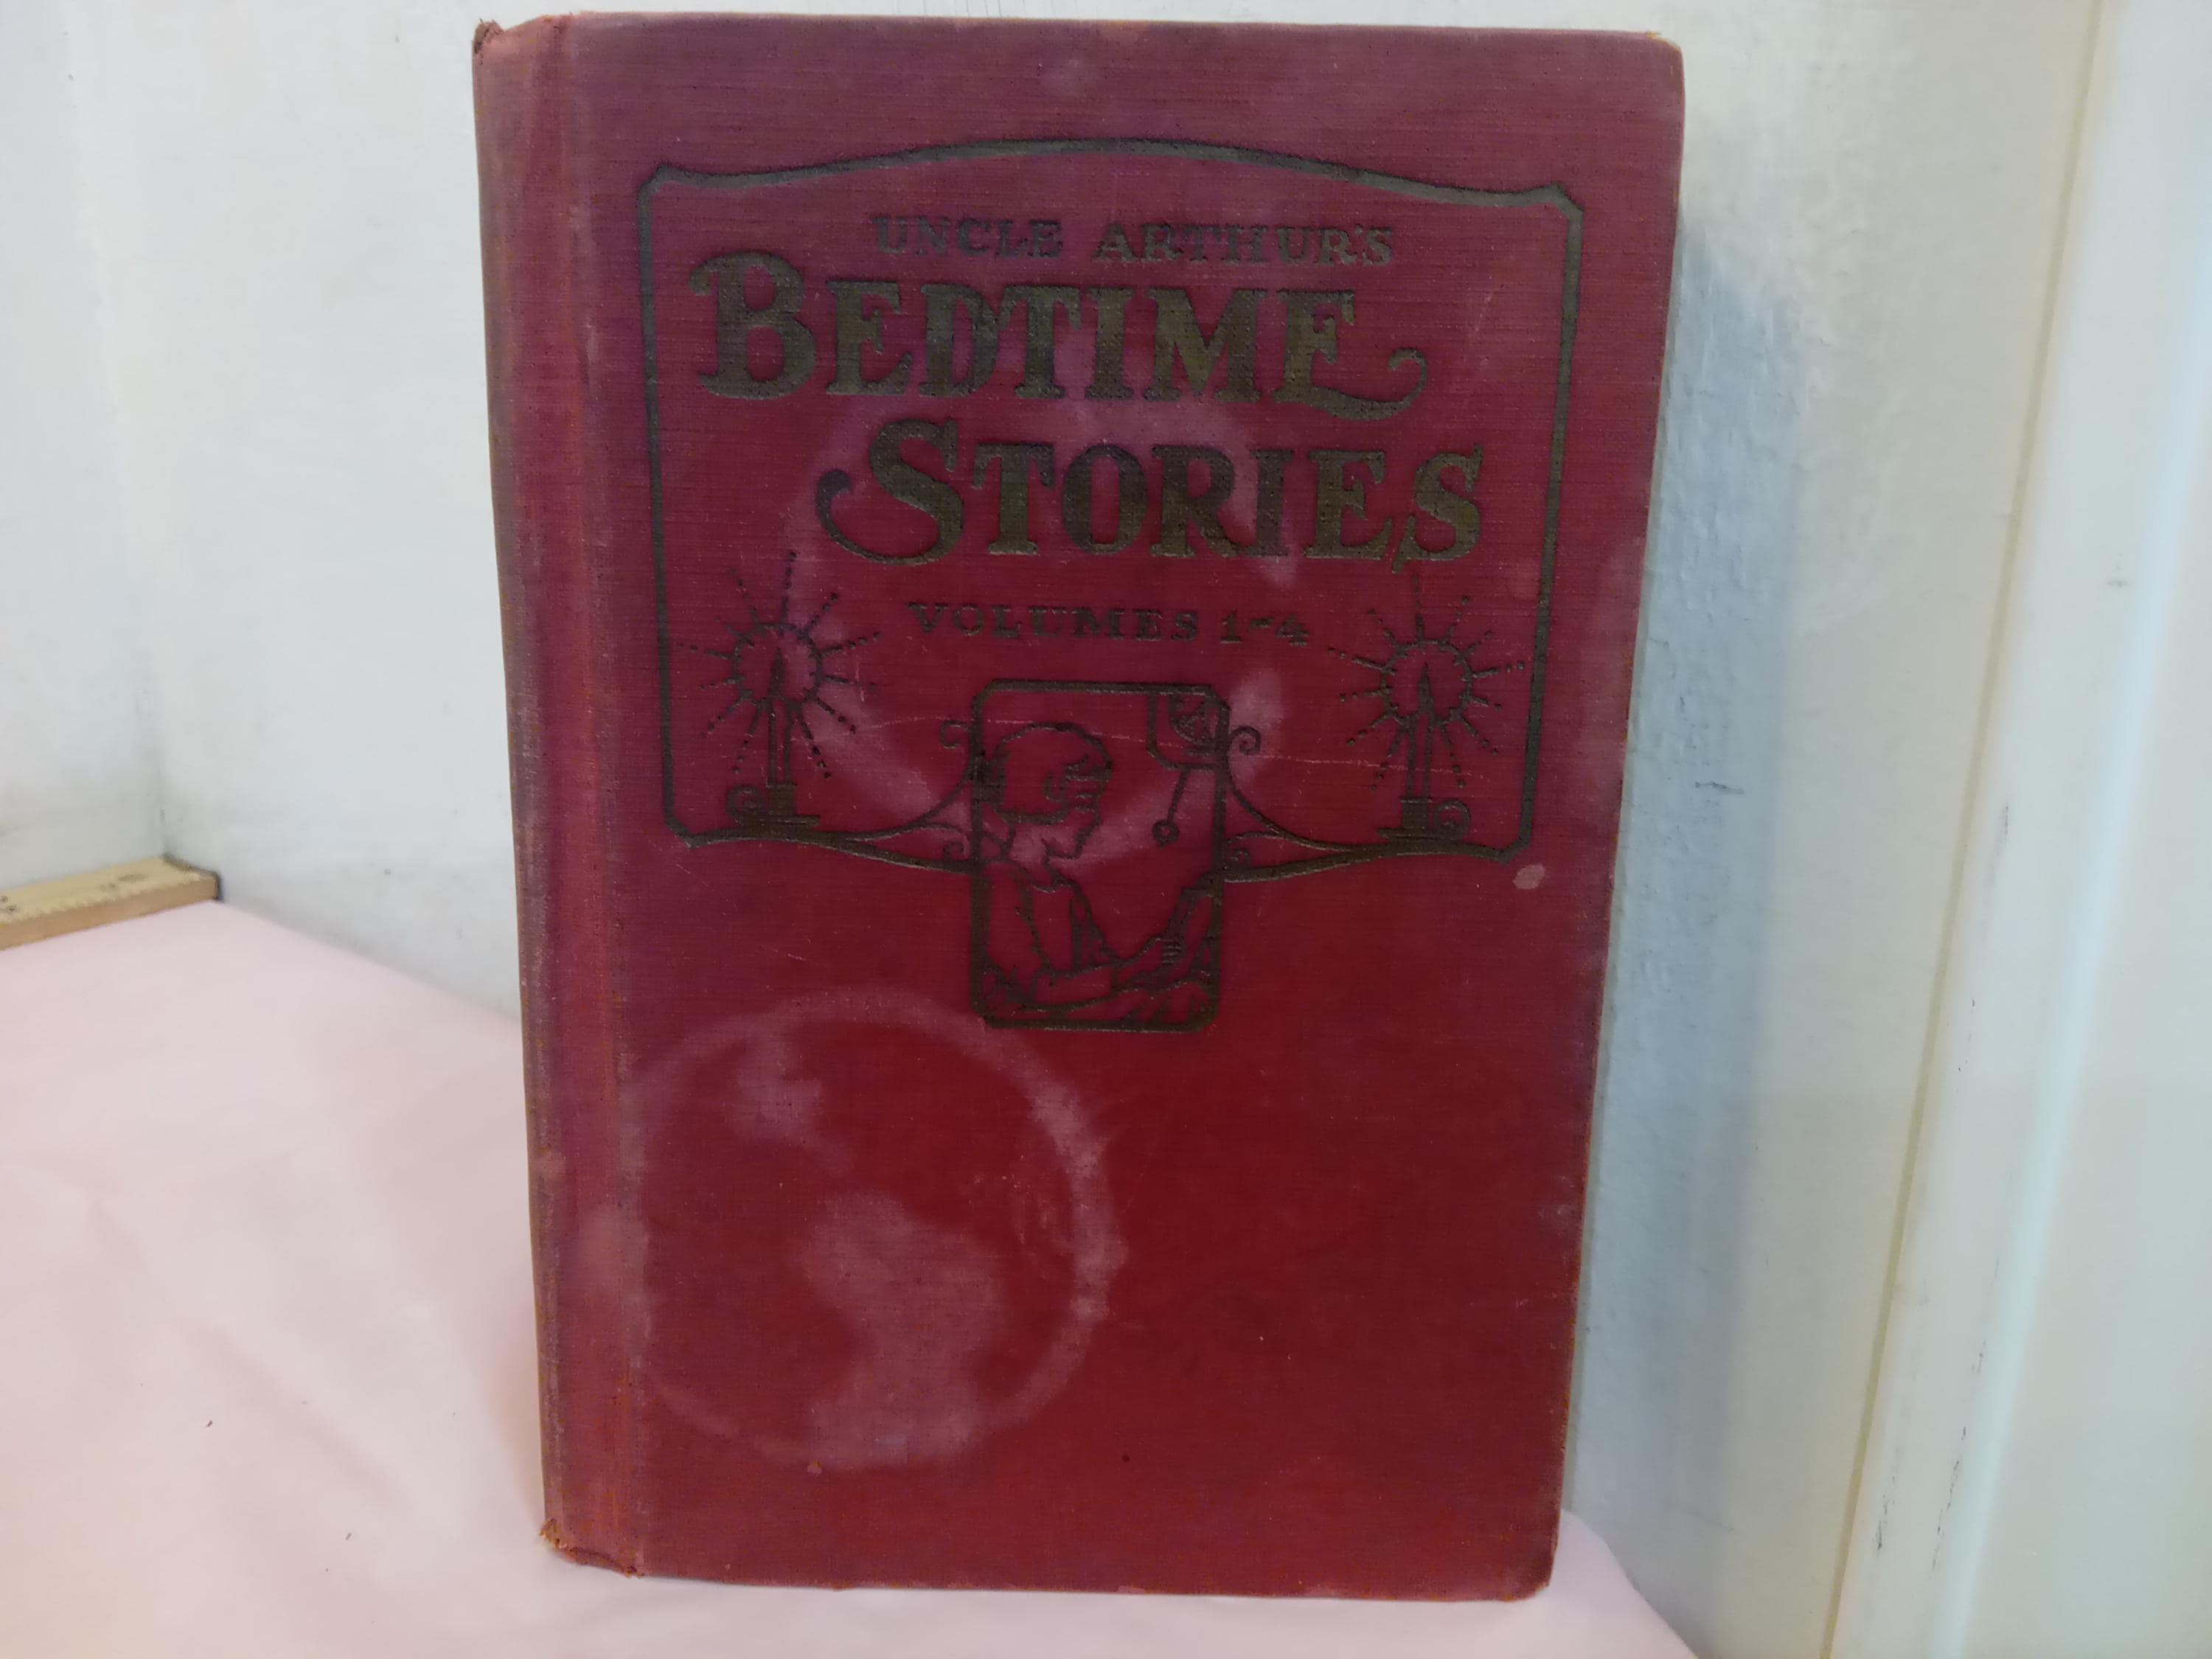 UNCLE ARTHUR'S
BEDTIME
STORIES
VOLUMES 1-4